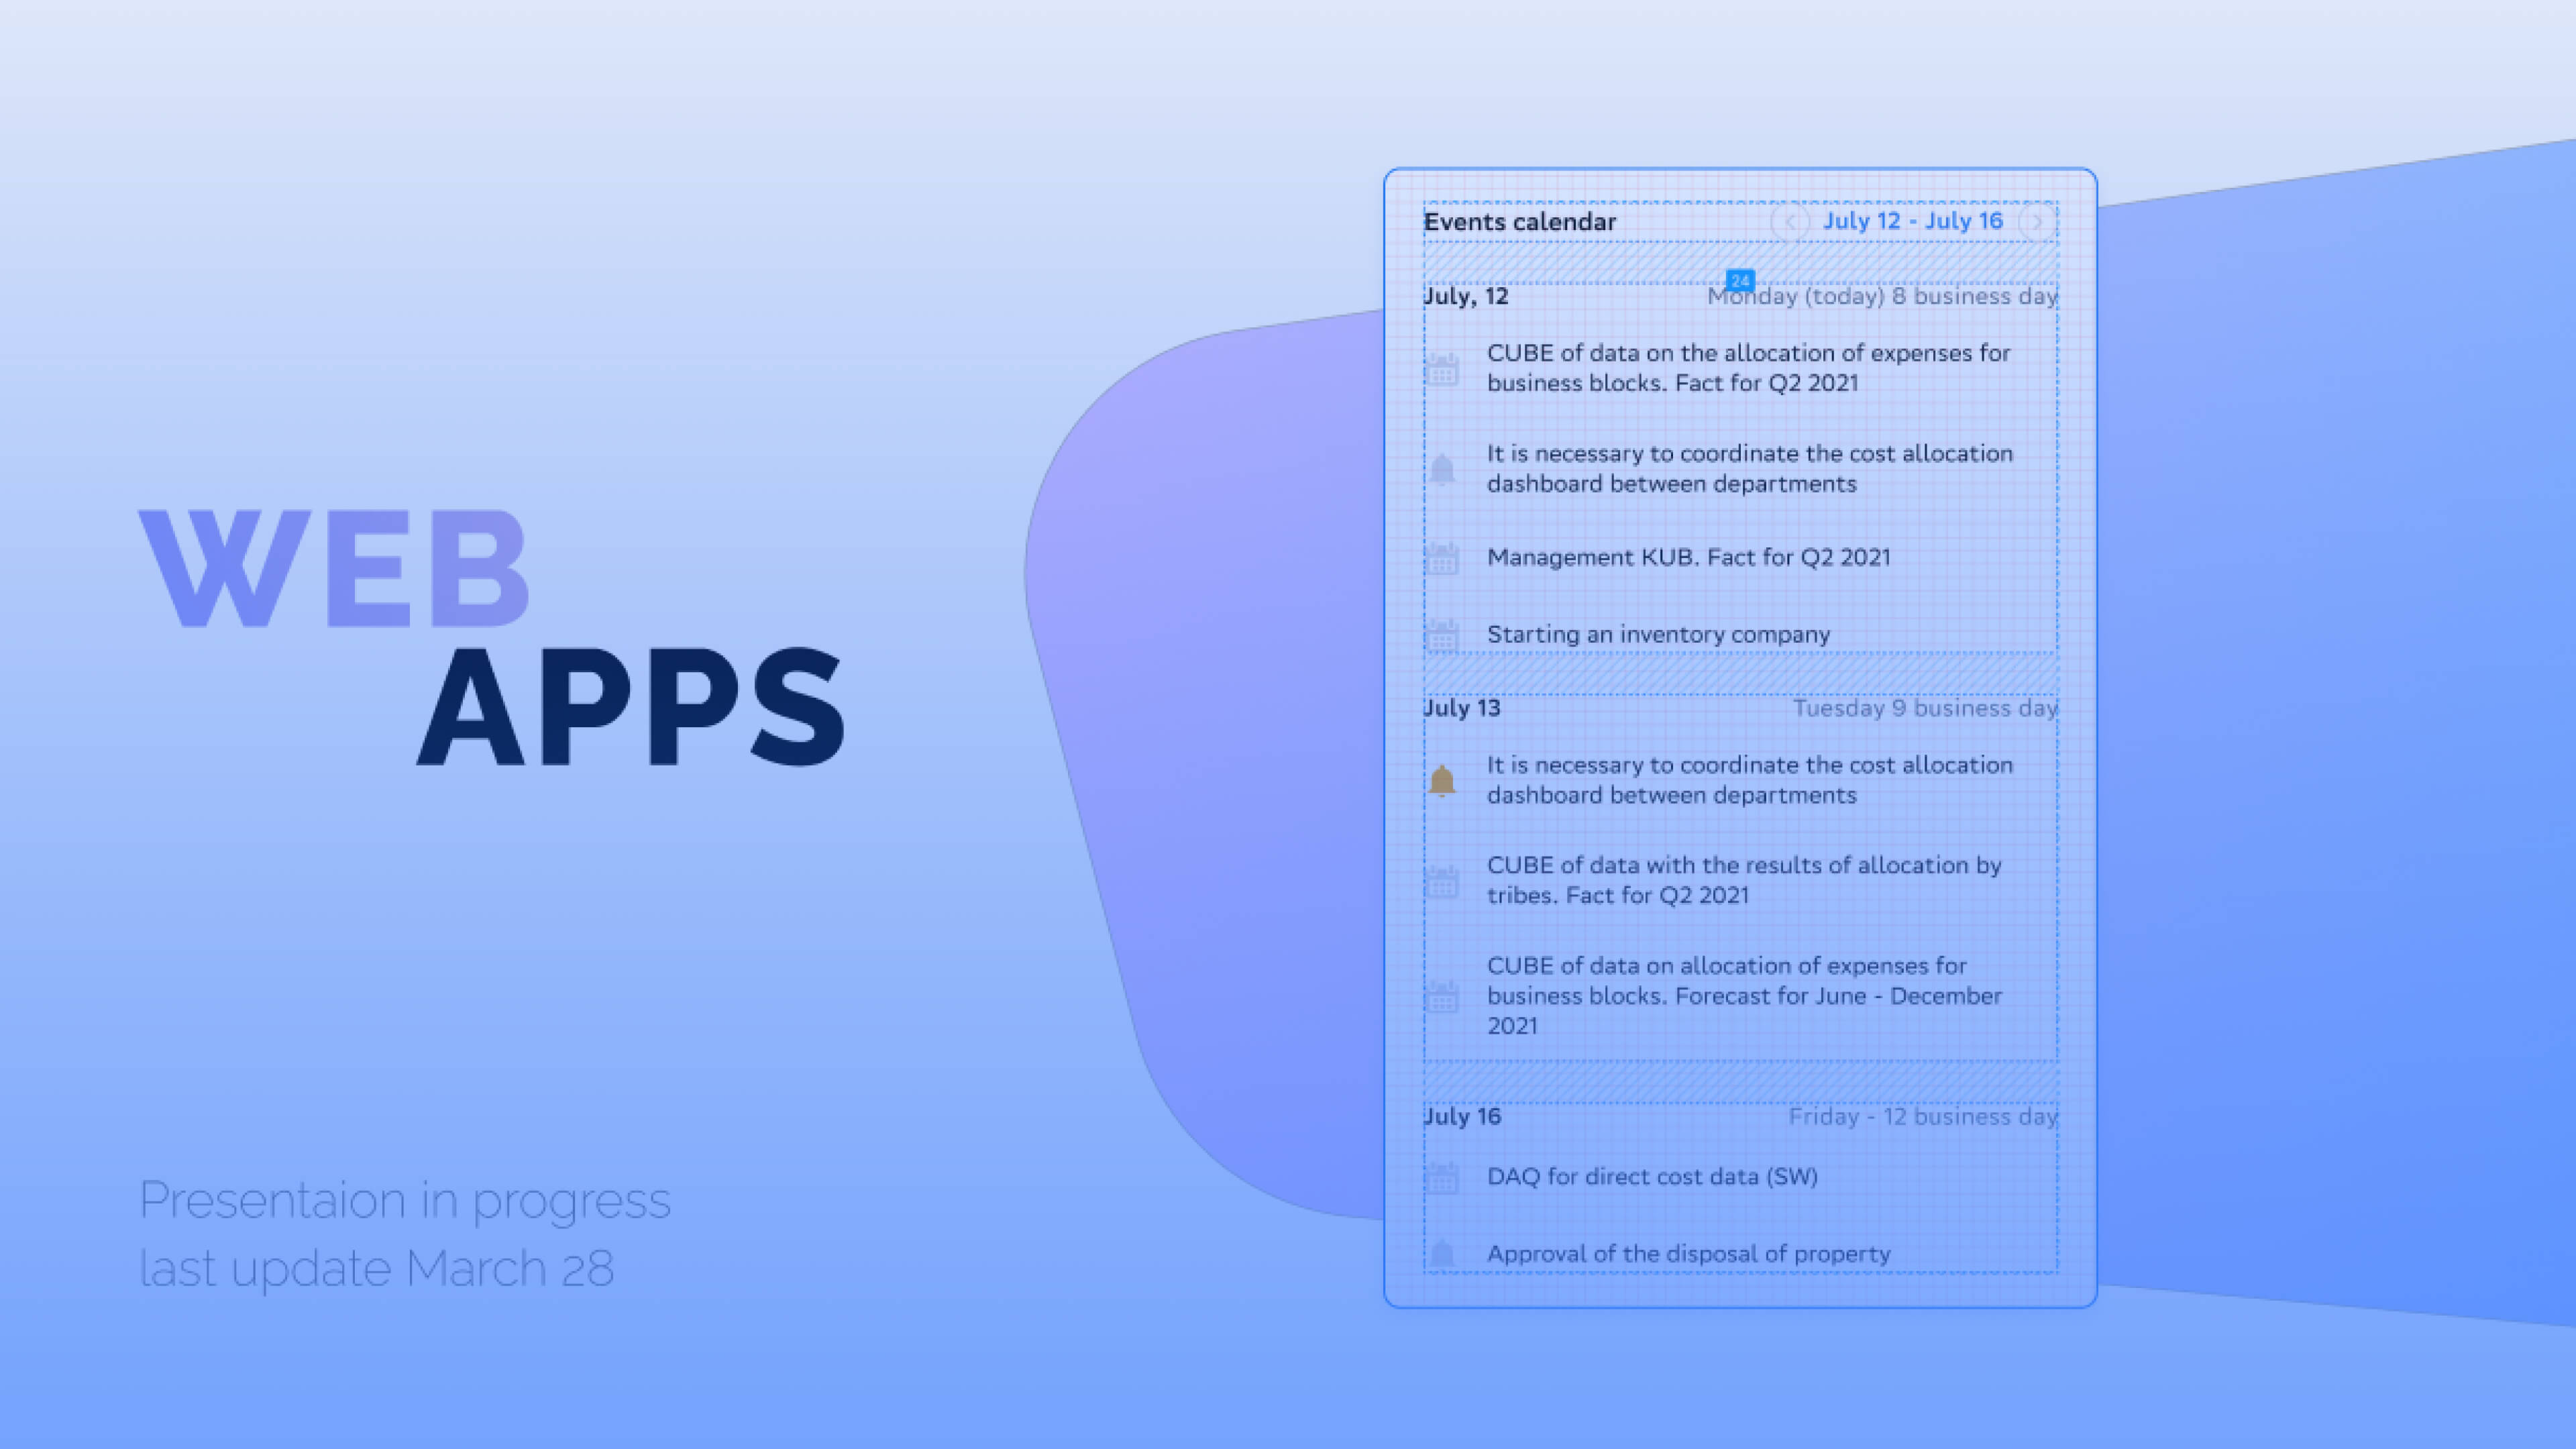 WEB
APPS
Presentaion in progress
last update March 28
Events calendar
July 12 - July 16
24
July, 12
Monday (today) 8 business day
CUBE of data on the allocation of expenses for
business blocks. Fact for Q2 2021
It is necessary to coordinate the cost allocation
dashboard between departments
Management KUB. Fact for Q2 2021
Starting an inventory company
July 13
Tuesday 9 business day
It is necessary to coordinate the cost allocation
dashboard between departments
CUBE of data with the results of allocation by
tribes. Fact for Q2 2021
CUBE of data on allocation of expenses for
business blocks. Forecast for June - December
2021
July 16
Friday - 12 business day
DAQ for direct cost data (SW)
Approval of the disposal of property